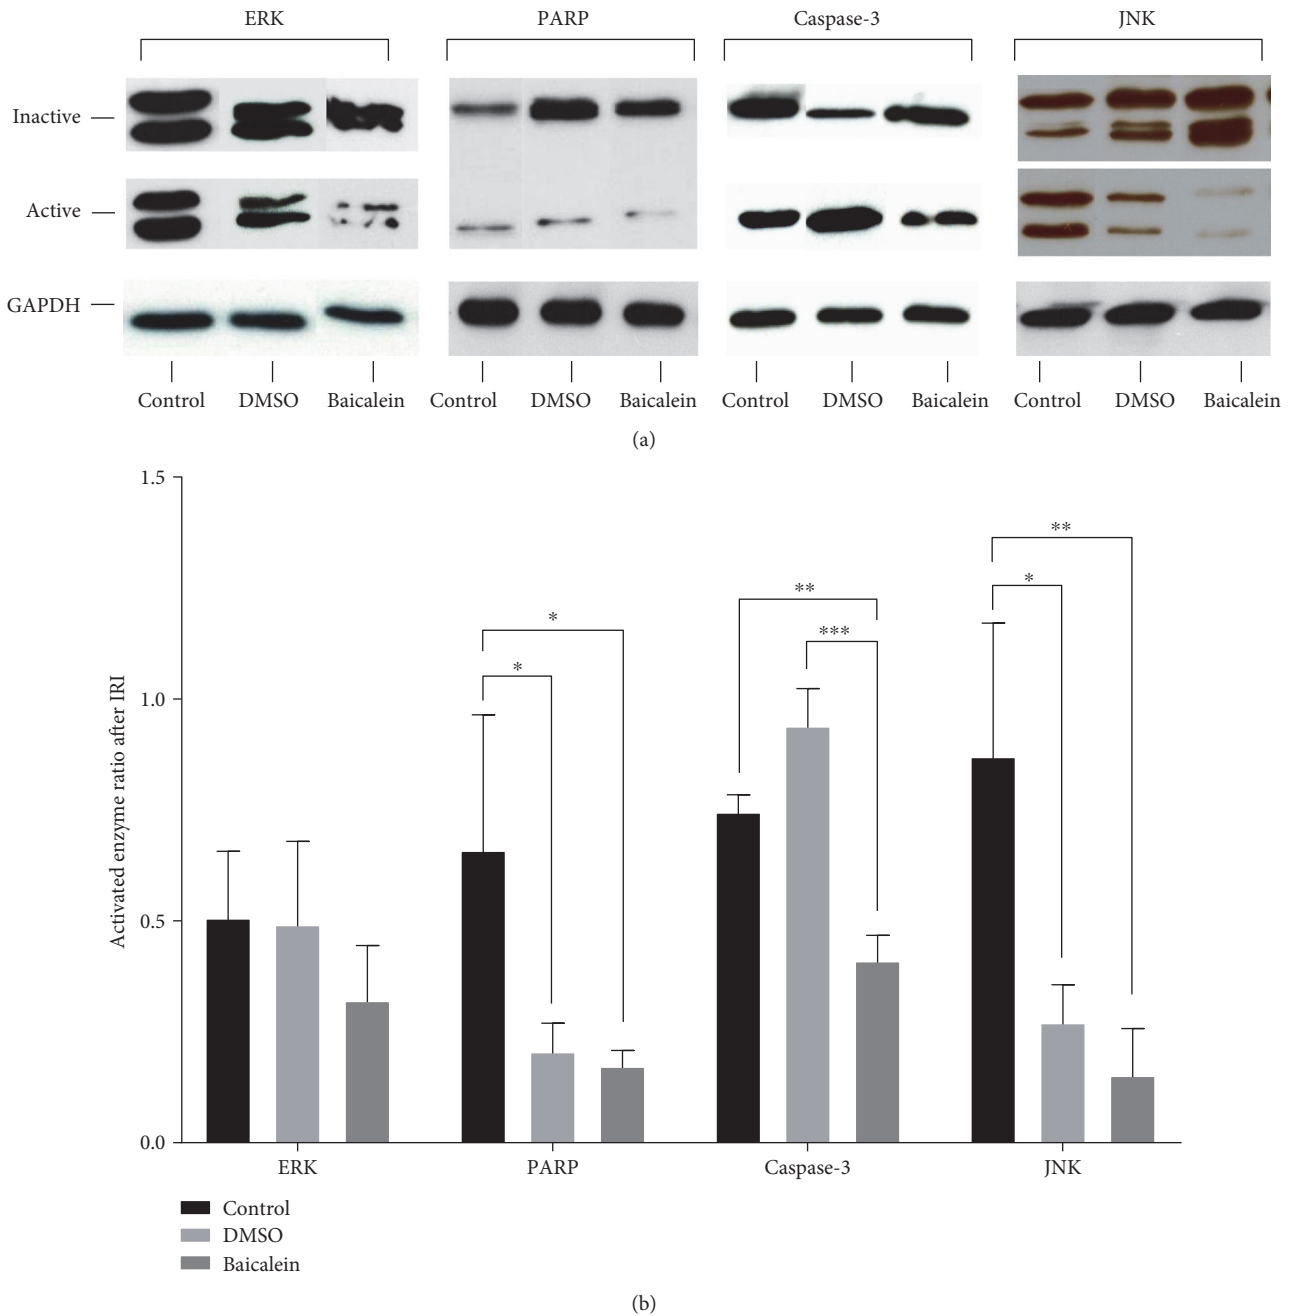 ERK PARP Caspase-3 JNK
Inactive
Active
GAPDH
Control DMSO Baicalein Control DMSO Baicalein Control DMSO Baicalein Control DMSO Baicalein
(a)
Activated enzyme ratio after IRI
1.5
1.0
0.5
0.0
**
*
**
***
*
*
ERK PARP Caspase-3 JNK
Control
DMSO
Baicalein
(b)